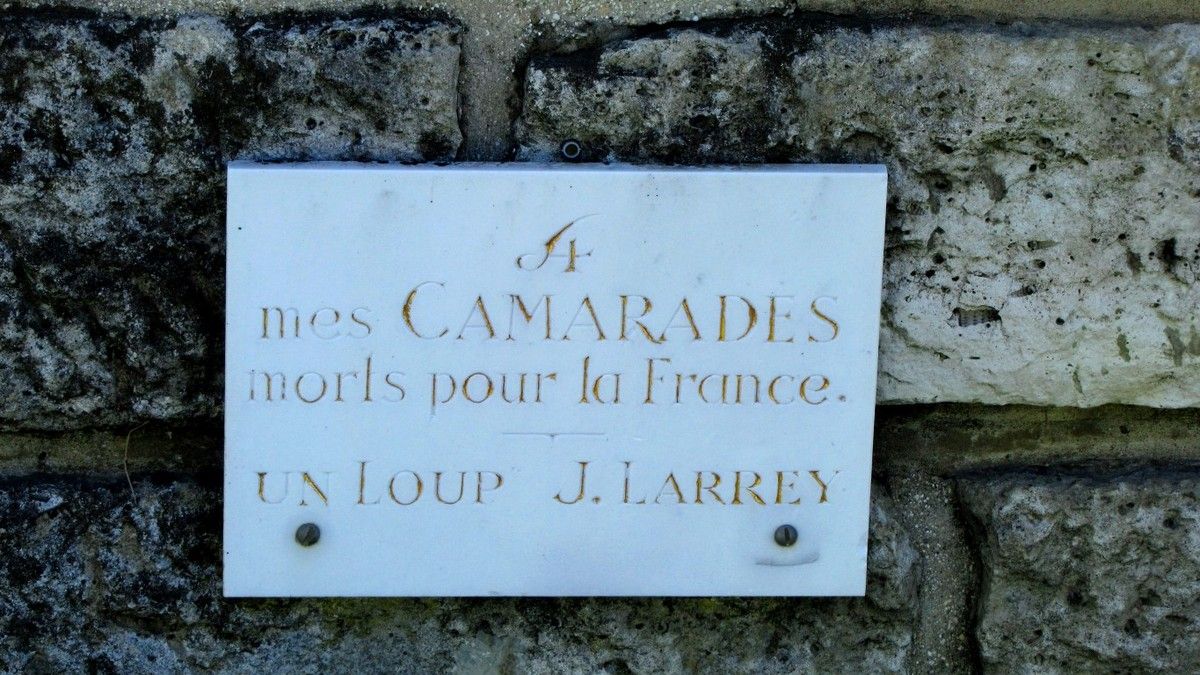 A
mes CAMARADES
morts pour la France.
UN LOUP J. LARREY